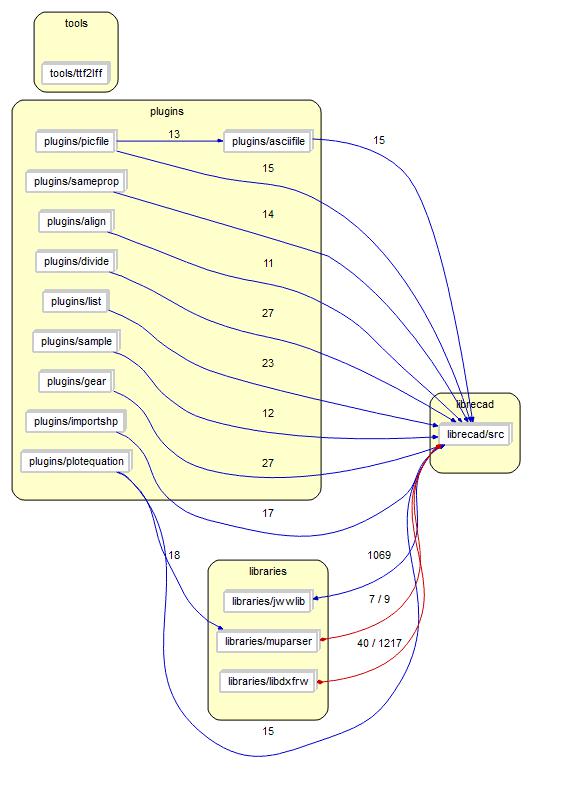 tools
tools/ttf2lff
plugins
plugins/picfile
13
plugins/asciifile
15
15
plugins/sameprop
14
plugins/align
11
plugins/divide
27
plugins/list
23
plugins/sample
12
plugins/gear
27
plugins/importshp
17
plugins/plotequation
18
librecad
librecad/src
1069
libraries
libraries/jwwlib
7 / 9
libraries/muparser
40 / 1217
libraries/libdxfrw
15